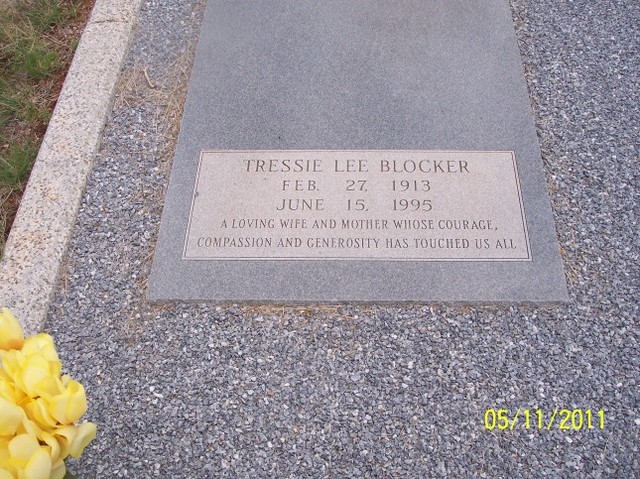 TRESSIE LEE BLOCKER
FEB. 27, 1913
JUNE 15, 1995
A LOVING WIFE AND MOTHER WHOSE COURAGE,
COMPASSION AND GENEROSITY HAS TOUCHED US ALL
05/11/2011